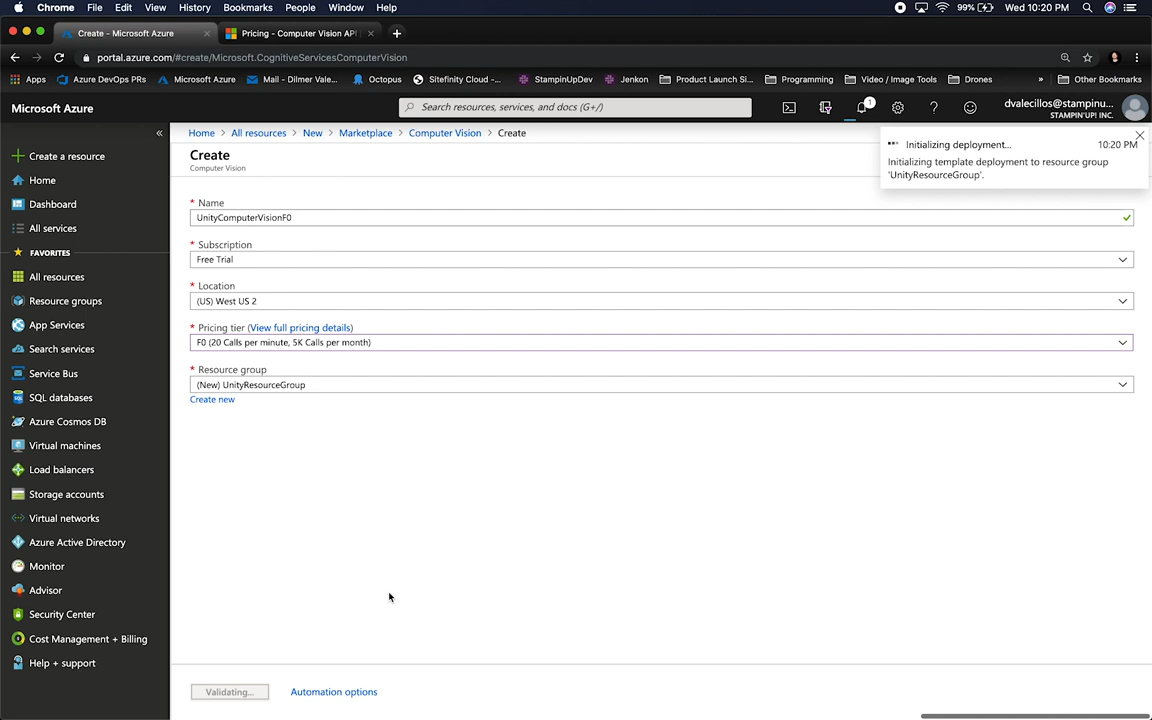 Chrome File Edit View History Bookmarks People Window Help 99% Wed 10:20 PM
Create - Microsoft Azure Pricing - Computer Vision API
portal.azure.com/#create/Microsoft.CognitiveServicesComputerVision
Apps Azure DevOps PRs Microsoft Azure Mail - Dilmer Vale... Octopus Sitefinity Cloud -... StampinUpDev Jenkon Product Launch Si... Programming Video / Image Tools Drones » Other Bookmarks
Microsoft Azure
Search resources, services, and docs (G+/)
1
dvalecillos@stampinu...
STAMPIN'UP! INC.
«
Create a resource
Home
Dashboard
All services
FAVORITES
All resources
Resource groups
App Services
Search services
Service Bus
SQL databases
Azure Cosmos DB
Virtual machines
Load balancers
Storage accounts
Virtual networks
Azure Active Directory
Monitor
Advisor
Security Center
Cost Management + Billing
Help + support
Home > All resources > New > Marketplace > Computer Vision > Create
Create
Computer Vision
Initializing deployment... 10:20 PM
Initializing template deployment to resource group
'UnityResourceGroup'.
* Name
UnityComputerVisionF0
* Subscription
Free Trial
* Location
(US) West US 2
* Pricing tier (View full pricing details)
F0 (20 Calls per minute, 5K Calls per month)
* Resource group
(New) UnityResourceGroup
Create new
Validating... Automation options